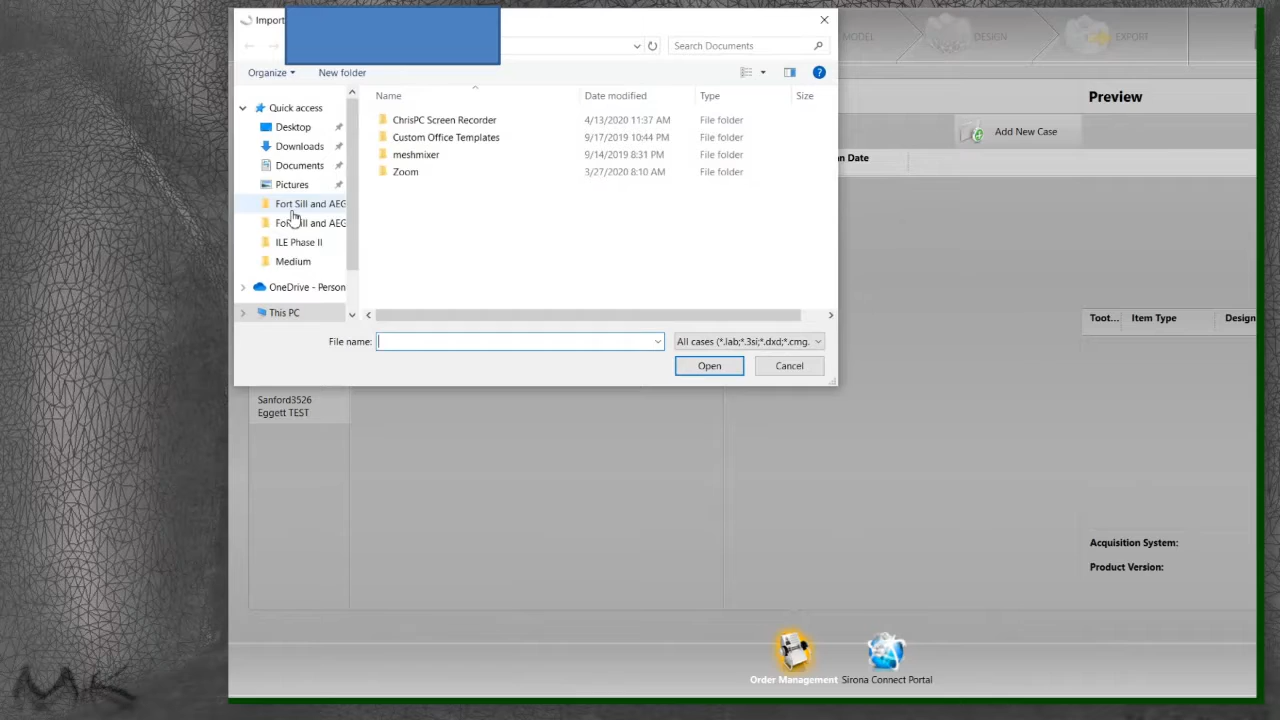 Import
MODEL
DESIGN
EXPORT
Search Documents
Organize
New folder
Preview
Add New Case
Name
Date modified
Type
Size
Quick access
Desktop
Downloads
Documents
Pictures
Fort Sill and AEG
Fort Sill and AEG
ILE Phase II
Medium
OneDrive - Person
This PC
ChrisPC Screen Recorder 4/13/2020 11:37 AM File folder
Custom Office Templates 9/17/2019 10:44 PM File folder
meshmixer 9/14/2019 8:31 PM File folder
Zoom 3/27/2020 8:10 AM File folder
n Date
File name:
All cases (*.lab;*.3si;*.dxd;*.cmg.
Open
Cancel
Toot...
Item Type
Design
Sanford3526
Eggett TEST
Acquisition System:
Product Version:
Order Management
Sirona Connect Portal